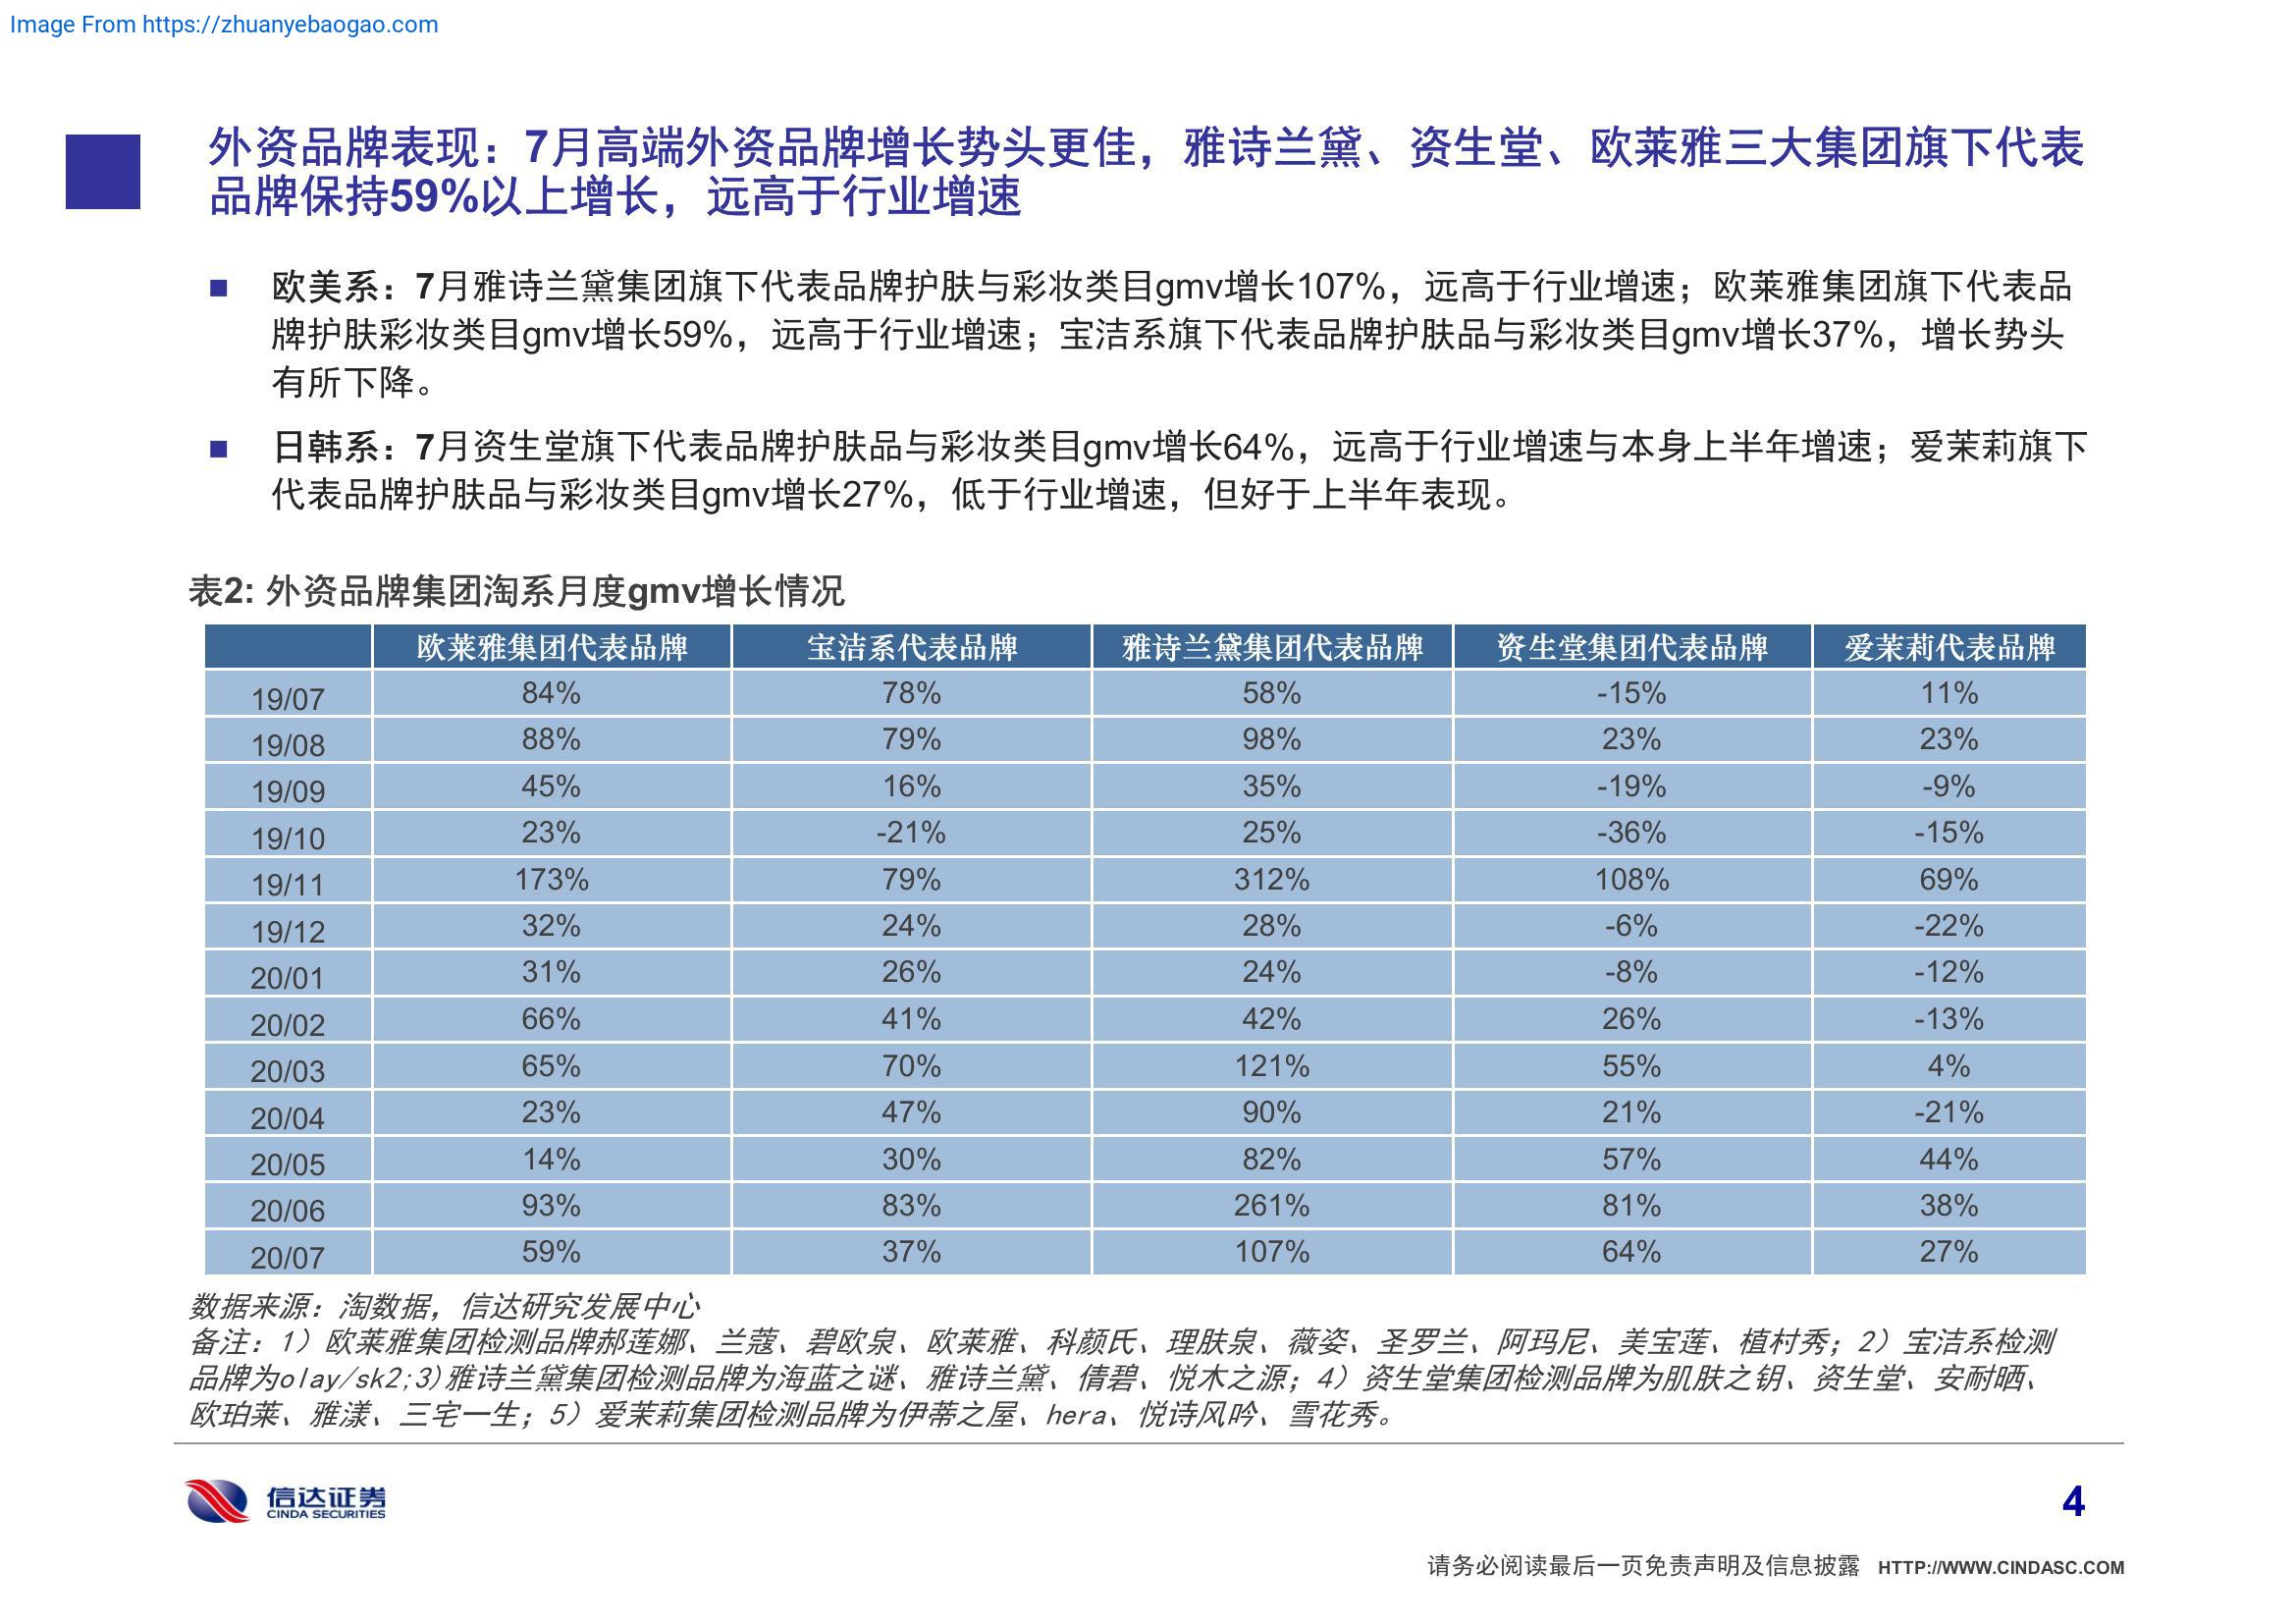 Image From https://zhuanyebaogao.com
外资品牌表现：7月高端外资品牌增长势头更佳，雅诗兰黛、资生堂、欧莱雅三大集团旗下代表
品牌保持59%以上增长，远高于行业增速
■ 欧美系：7月雅诗兰黛集团旗下代表品牌护肤与彩妆类目gmv增长107%，远高于行业增速；欧莱雅集团旗下代表品
牌护肤彩妆类目gmv增长59%，远高于行业增速；宝洁系旗下代表品牌护肤品与彩妆类目gmv增长37%，增长势头
有所下降。
■ 日韩系：7月资生堂旗下代表品牌护肤品与彩妆类目gmv增长64%，远高于行业增速与本身上半年增速；爱茉莉旗下
代表品牌护肤品与彩妆类目gmv增长27%，低于行业增速，但好于上半年表现。
表2: 外资品牌集团淘系月度gmv增长情况
欧莱雅集团代表品牌 宝洁系代表品牌 雅诗兰黛集团代表品牌 资生堂集团代表品牌 爱茉莉代表品牌
19/07 84% 78% 58% -15% 11%
19/08 88% 79% 98% 23% 23%
19/09 45% 16% 35% -19% -9%
19/10 23% -21% 25% -36% -15%
19/11 173% 79% 312% 108% 69%
19/12 32% 24% 28% -6% -22%
20/01 31% 26% 24% -8% -12%
20/02 66% 41% 42% 26% -13%
20/03 65% 70% 121% 55% 4%
20/04 23% 47% 90% 21% -21%
20/05 14% 30% 82% 57% 44%
20/06 93% 83% 261% 81% 38%
20/07 59% 37% 107% 64% 27%
数据来源：淘数据，信达研究发展中心
备注：1）欧莱雅集团检测品牌郝莲娜、兰蔻、碧欧泉、欧莱雅、科颜氏、理肤泉、薇姿、圣罗兰、阿玛尼、美宝莲、植村秀；2）宝洁系检测
品牌为olay/sk2;3)雅诗兰黛集团检测品牌为海蓝之谜、雅诗兰黛、倩碧、悦木之源；4）资生堂集团检测品牌为肌肤之钥、资生堂、安耐晒、
欧珀莱、雅漾、三宅一生；5）爱茉莉集团检测品牌为伊蒂之屋、hera、悦诗风吟、雪花秀。
信达证券
CINDA SECURITIES
4
请务必阅读最后一页免责声明及信息披露 HTTP://WWW.CINDASC.COM